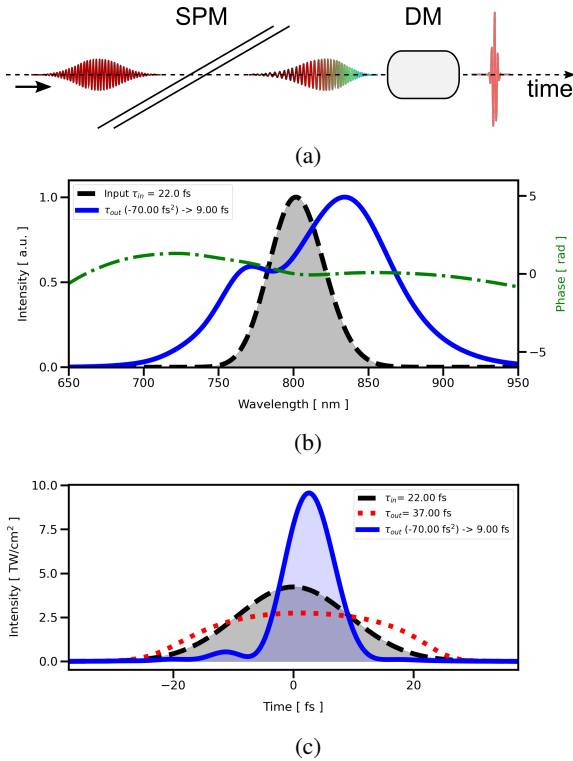 SPM DM
time
(a)
Input τin = 22.0 fs
τout (-70.00 fs²) -> 9.00 fs
1.0
0.5
0.0
5
0
−5
Intensity [ a.u. ]
Phase [ rad ]
650 700 750 800 850 900 950
Wavelength [ nm ]
(b)
10.0
7.5
5.0
2.5
0.0
Intensity [ TW/cm² ]
τin= 22.00 fs
τout= 37.00 fs
τout (-70.00 fs²) -> 9.00 fs
−20 0 20
Time [ fs ]
(c)